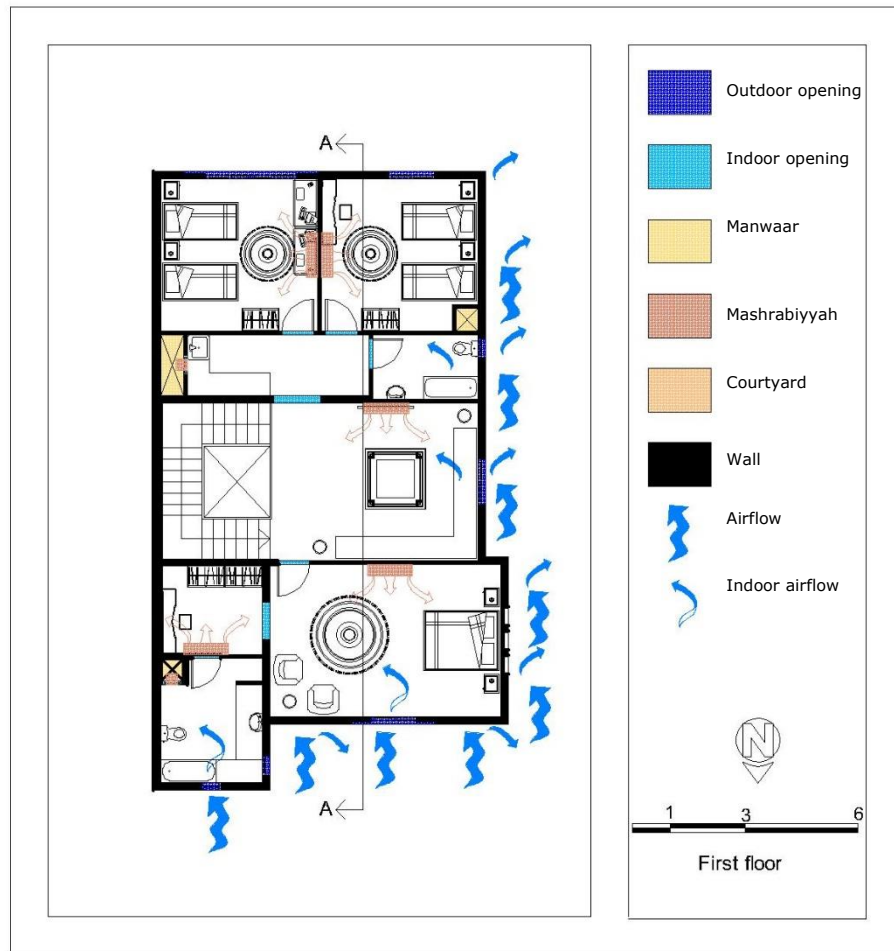 A
A
Outdoor opening
Indoor opening
Manwaar
Mashrabiyyah
Courtyard
Wall
Airflow
Indoor airflow
N
1 3 6
First floor